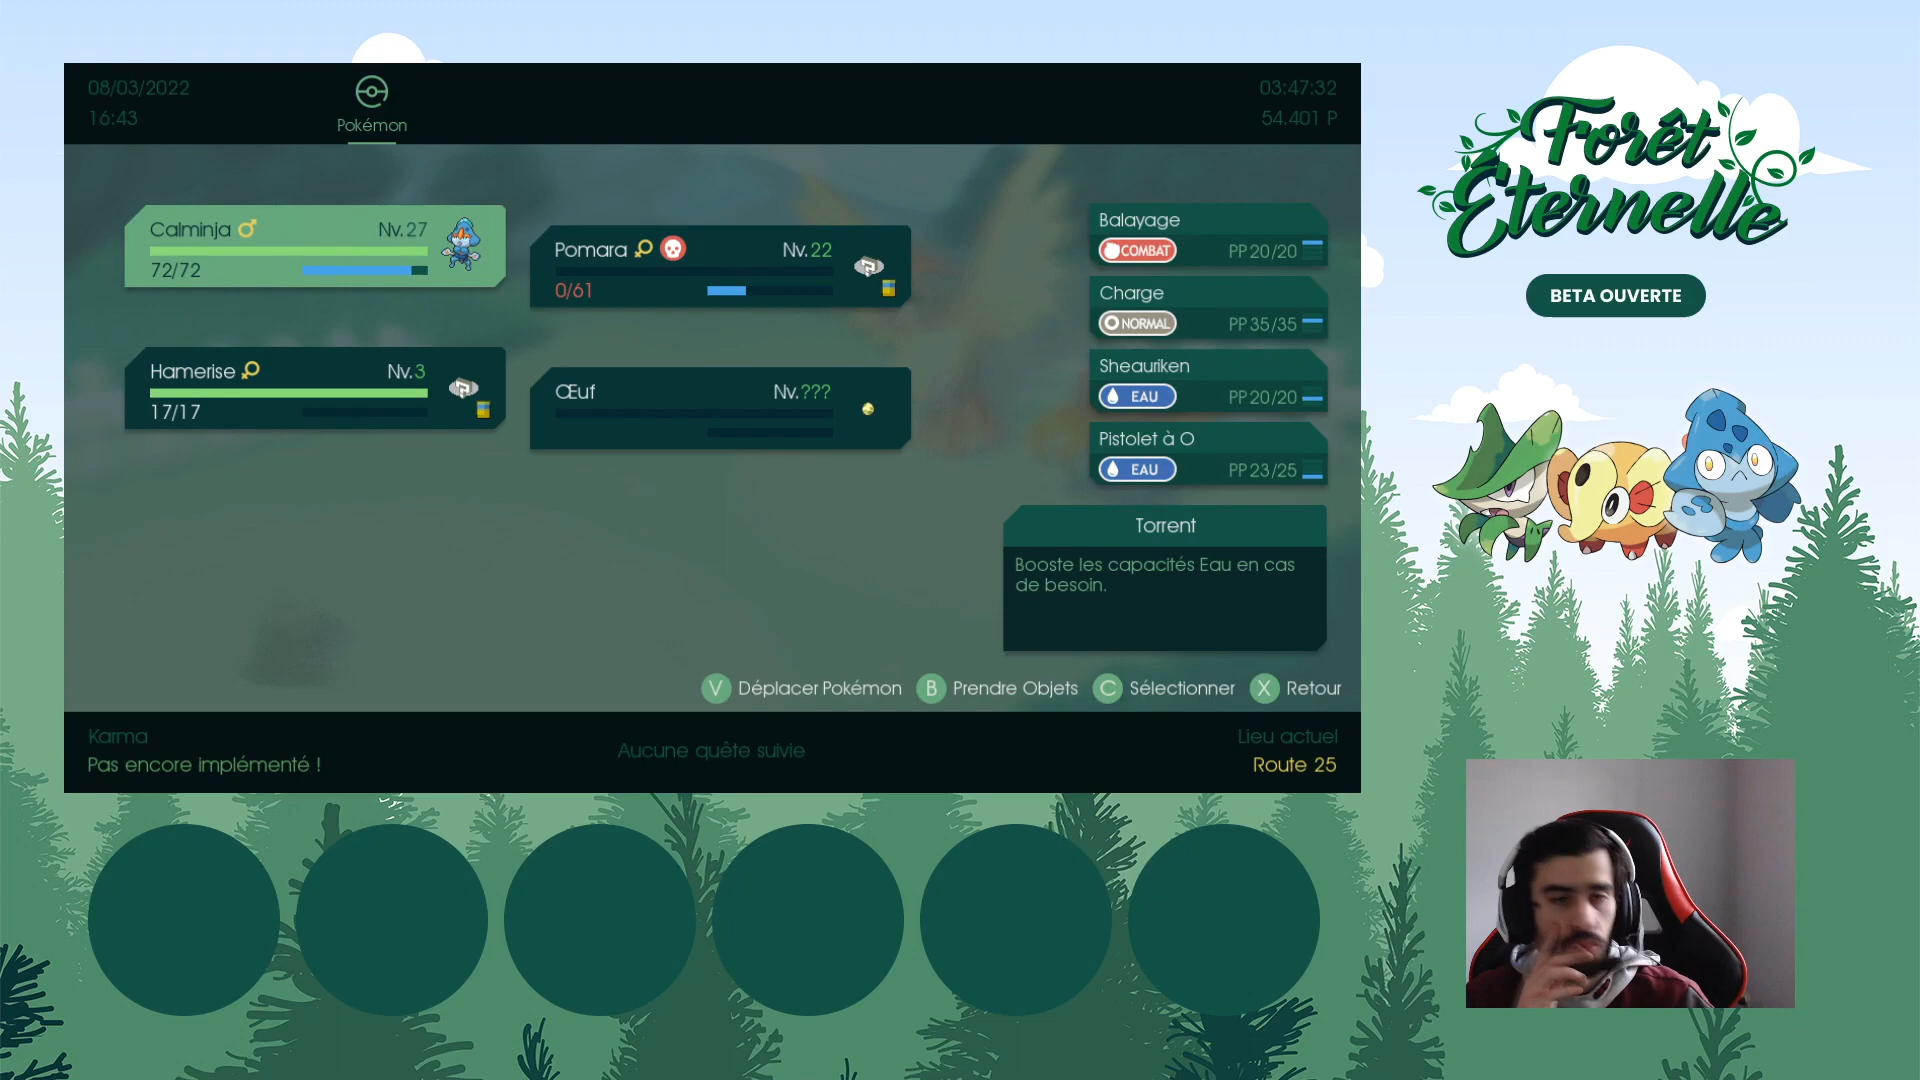 08/03/2022
16:43
Pokémon
03:47:32
54.401 P
Calminja Nv.27
72/72
Pomara Nv.22
0/61
Hamerise Nv.3
17/17
Œuf Nv.???
Balayage
COMBAT PP 20/20
Charge
NORMAL PP 35/35
Sheauriken
EAU PP 20/20
Pistolet à O
EAU PP 23/25
Torrent
Booste les capacités Eau en cas
de besoin.
V Déplacer Pokémon B Prendre Objets C Sélectionner X Retour
Karma
Pas encore implémenté !
Aucune quête suivie
Lieu actuel
Route 25
Forêt
Éternelle
BETA OUVERTE